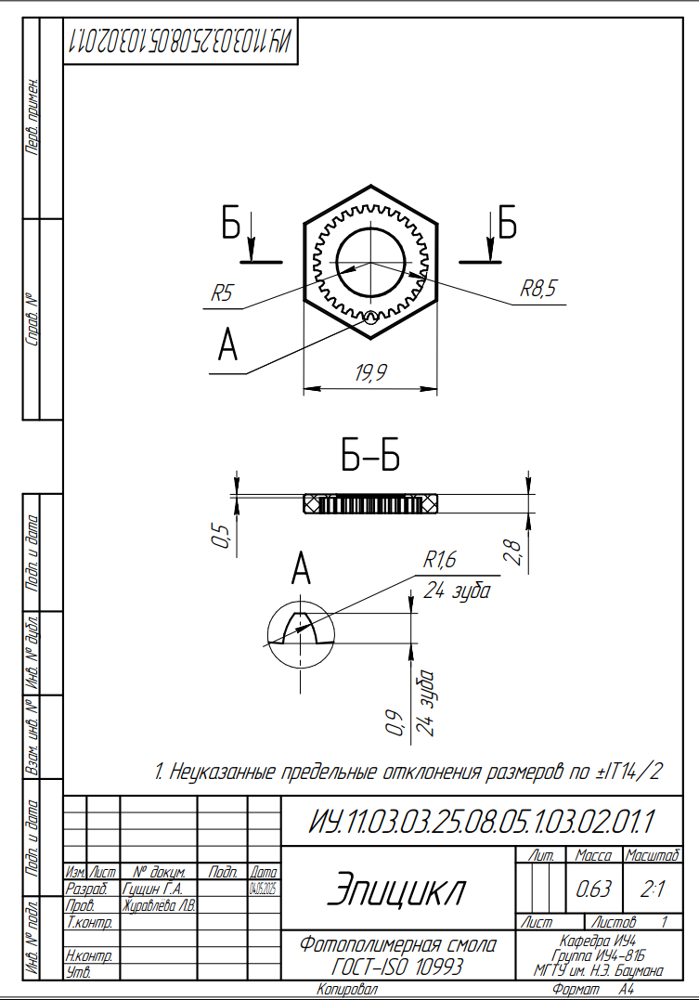 ИУ.11.03.03.25.08.05.1.03.02.01.1
Перв. примен.
Справ. №
Подп. и дата
Инв. № дубл.
Взам. инв. №
Подп. и дата
Инв. № подл.
Б Б
R5
R8,5
А
19,9
Б-Б
0,5
2,8
А
R1,6
24 зуба
0,9
24 зуба
1. Неуказанные предельные отклонения размеров по ±IT14/2
ИУ.11.03.03.25.08.05.1.03.02.01.1
Изм. Лист № докум. Подп. Дата
Разраб. Гущин Г.А. 04.05.2025
Пров. Журавлёва Л.В.
Т.контр.
Н.контр.
Утв.
Эпицикл
Лит. Масса Масштаб
0.63 2:1
Лист Листов 1
Фотополимерная смола
ГОСТ-ISO 10993
Кафедра ИУ4
Группа ИУ4-81Б
МГТУ им. Н.Э. Баумана
Копировал Формат А4